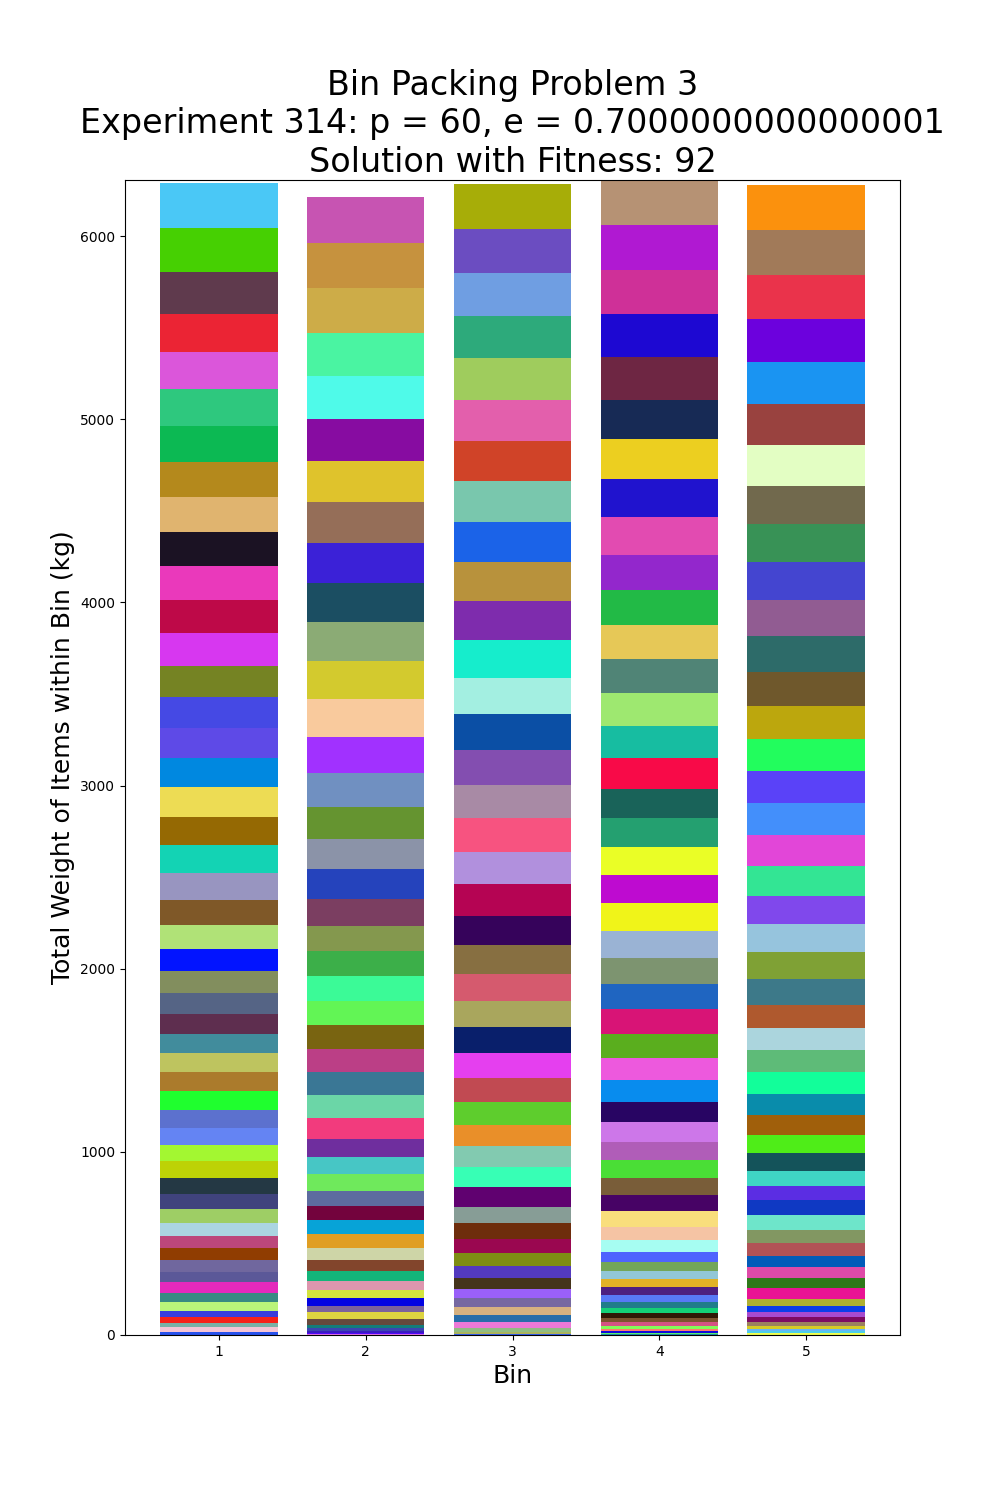 Bin Packing Problem 3
Experiment 314: p = 60, e = 0.7000000000000001
Solution with Fitness: 92
Total Weight of Items within Bin (kg)
6000
5000
4000
3000
2000
1000
0
1 2 3 4 5
Bin